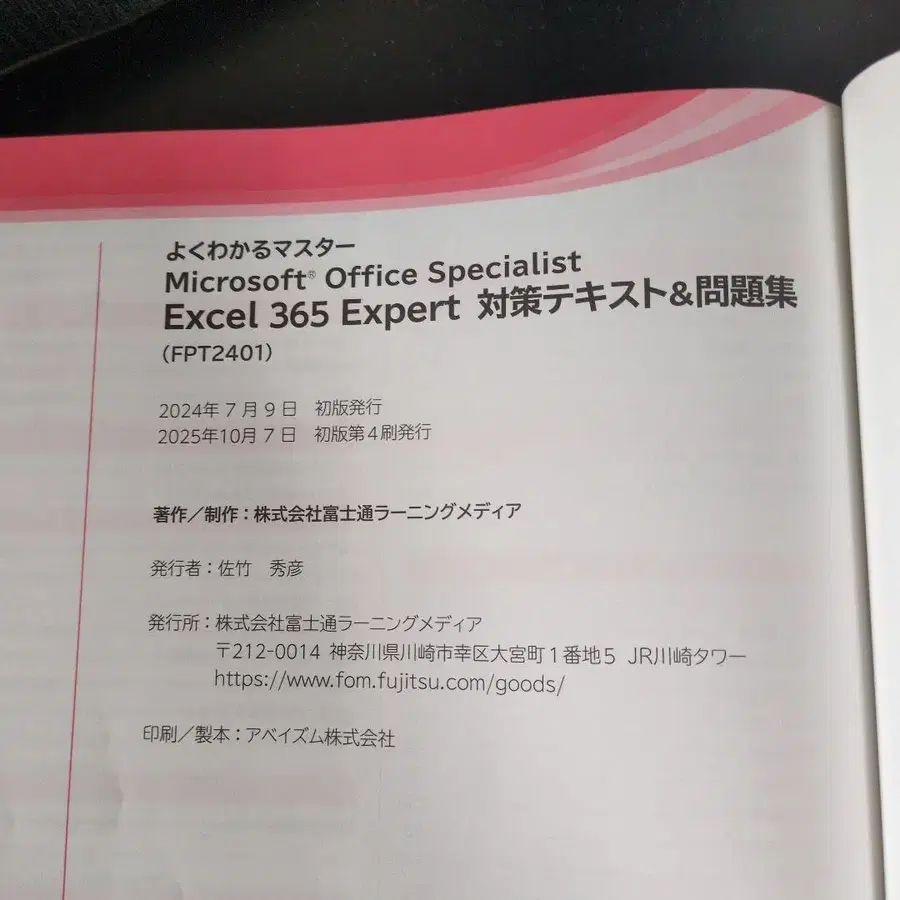 よくわかるマスター
Microsoft® Office Specialist
Excel 365 Expert 対策テキスト&問題集
(FPT2401)
2024年7月9日 初版発行
2025年10月7日 初版第4刷発行
著作／制作：株式会社富士通ラーニングメディア
発行者：佐竹 秀彦
発行所：株式会社富士通ラーニングメディア
〒212-0014 神奈川県川崎市幸区大宮町1番地5 JR川崎タワー
https://www.fom.fujitsu.com/goods/
印刷／製本：アベイズム株式会社